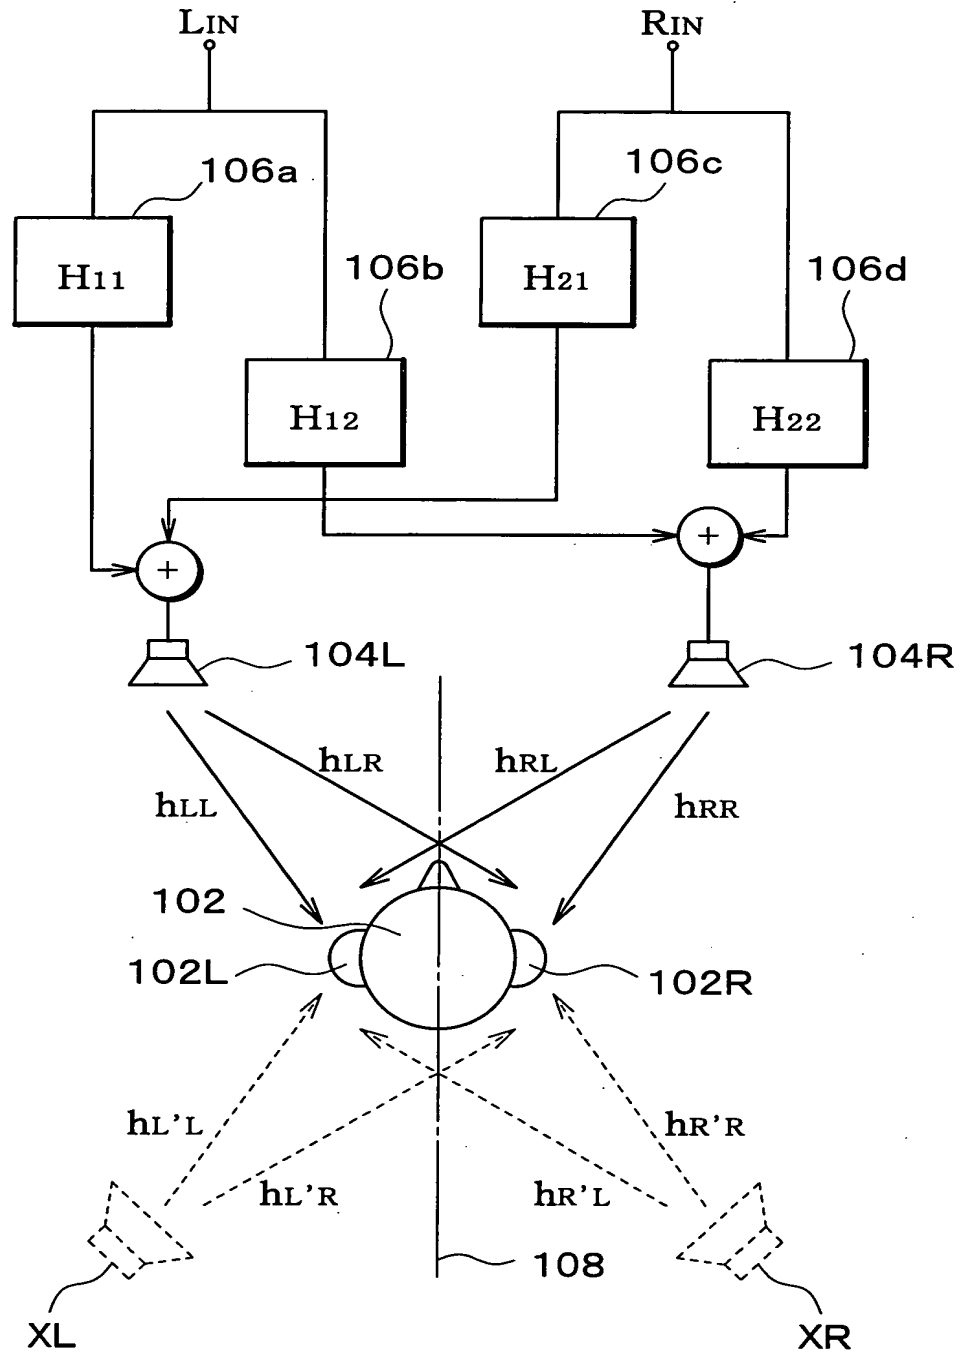 LIN RIN
106a 106c
H11 106b H21 106d
H12 H22
+ +
104L 104R
hLR hRL
hLL hRR
102
102L 102R
hL'L hR'R
hL'R hR'L
108
XL XR